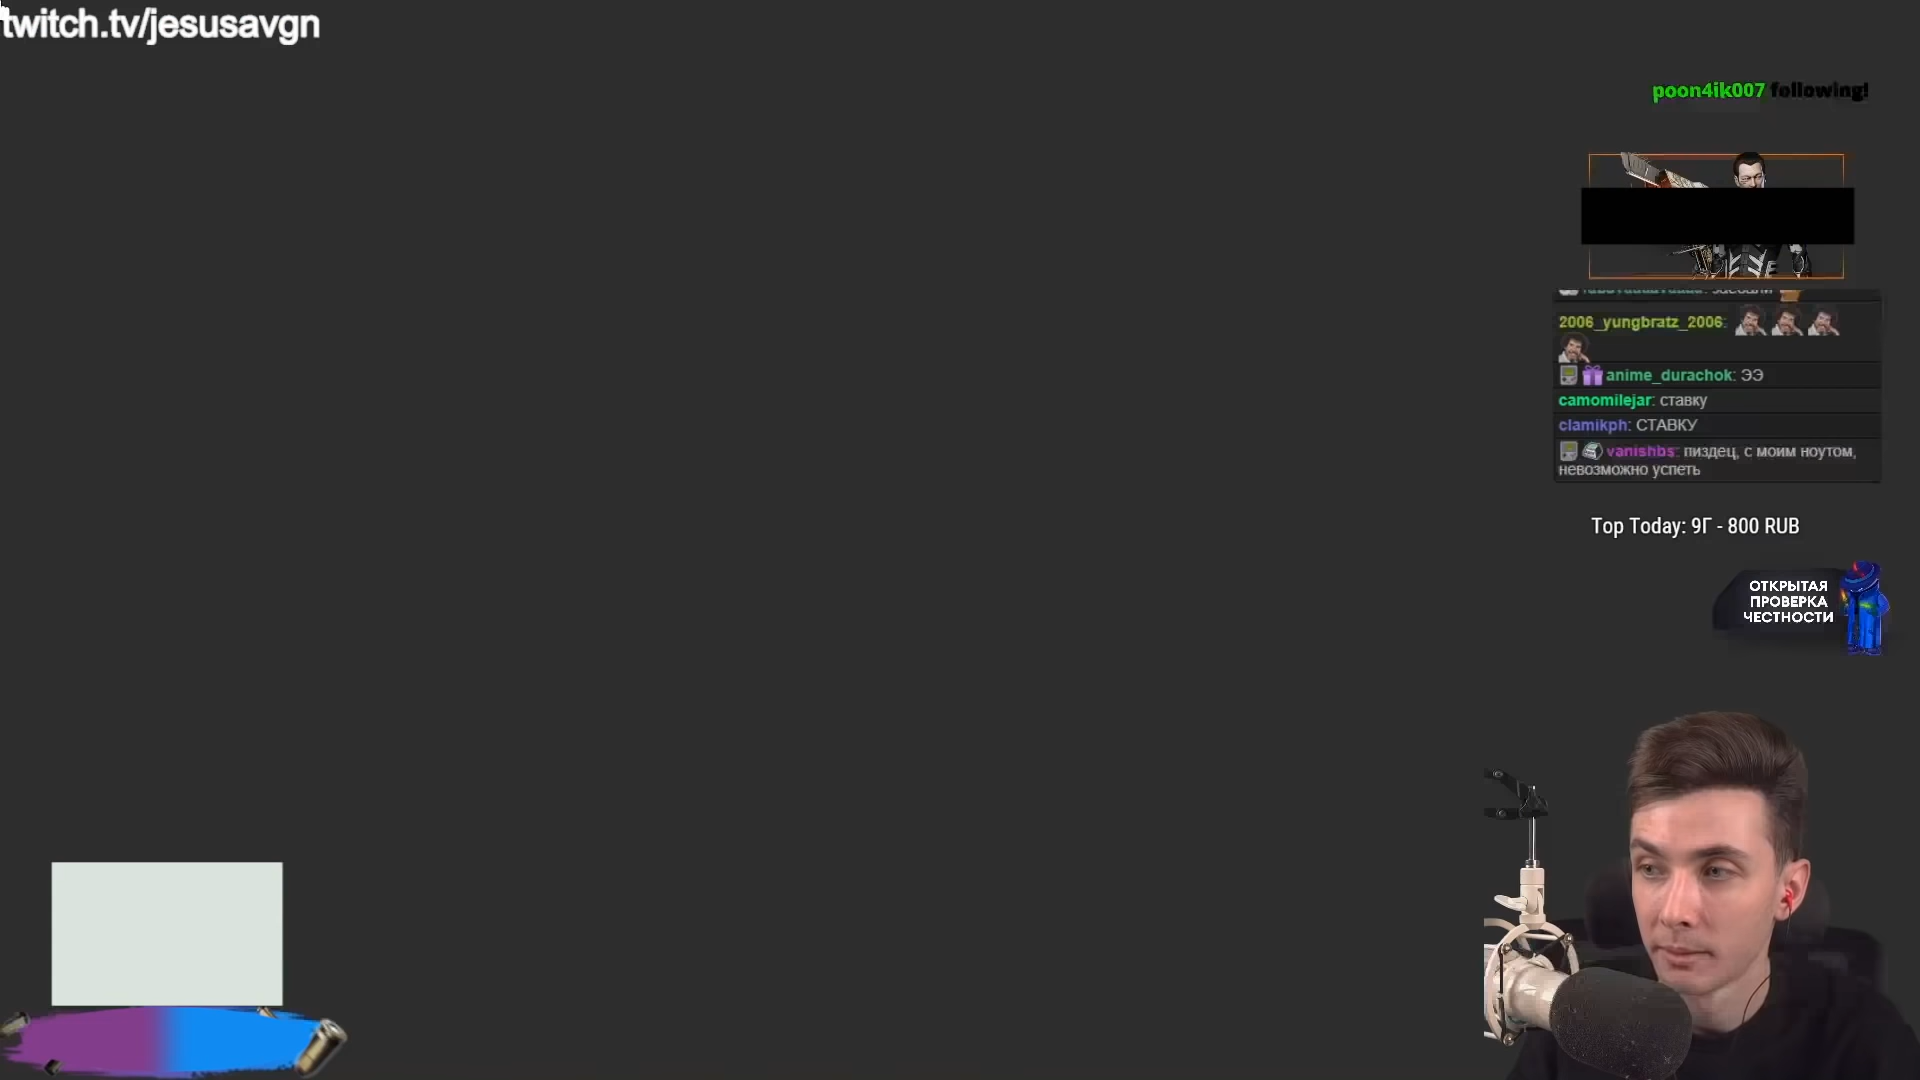 twitch.tv/jesusavgn
poon4ik007 following!
2006_yungbratz_2006:
anime_durachok: ЭЭ
camomilejar: ставку
clamikph: СТАВКУ
vanishbs: пиздец, с моим ноутом,
невозможно успеть
Top Today: 9Г - 800 RUB
ОТКРЫТАЯ
ПРОВЕРКА
ЧЕСТНОСТИ